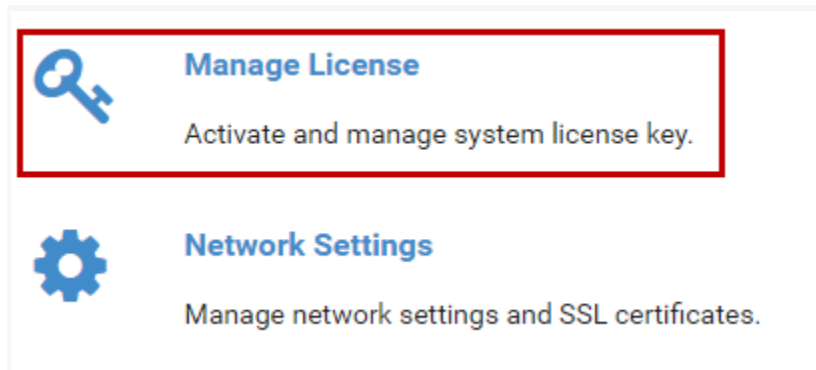 Manage License
Activate and manage system license key.
Network Settings
Manage network settings and SSL certificates.